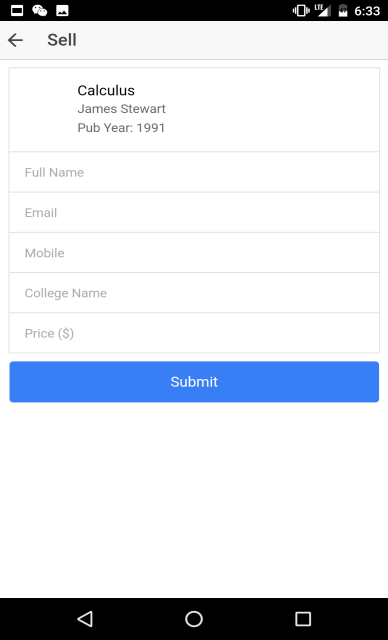 LTE 6:33
Sell
Calculus
James Stewart
Pub Year: 1991
Full Name
Email
Mobile
College Name
Price ($)
Submit